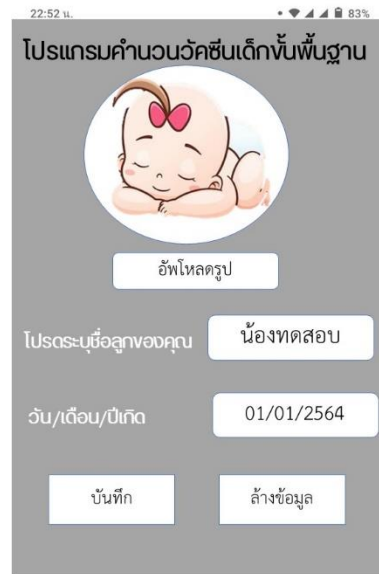 22:52 น. 83%
โปรแกรมคำนวนวัคซีนเด็กขั้นพื้นฐาน
อัพโหลดรูป
โปรดระบุชื่อลูกของคุณ น้องทดสอบ
วัน/เดือน/ปีเกิด 01/01/2564
บันทึก ล้างข้อมูล